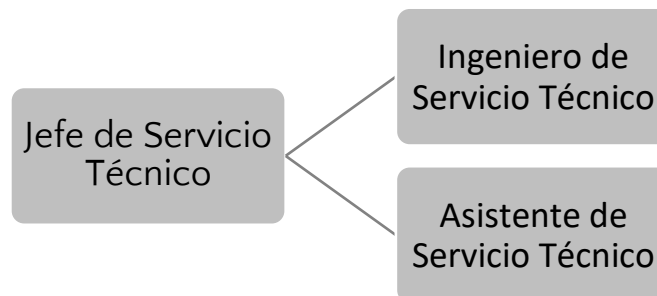 Jefe de Servicio
Técnico
Ingeniero de
Servicio Técnico
Asistente de
Servicio Técnico